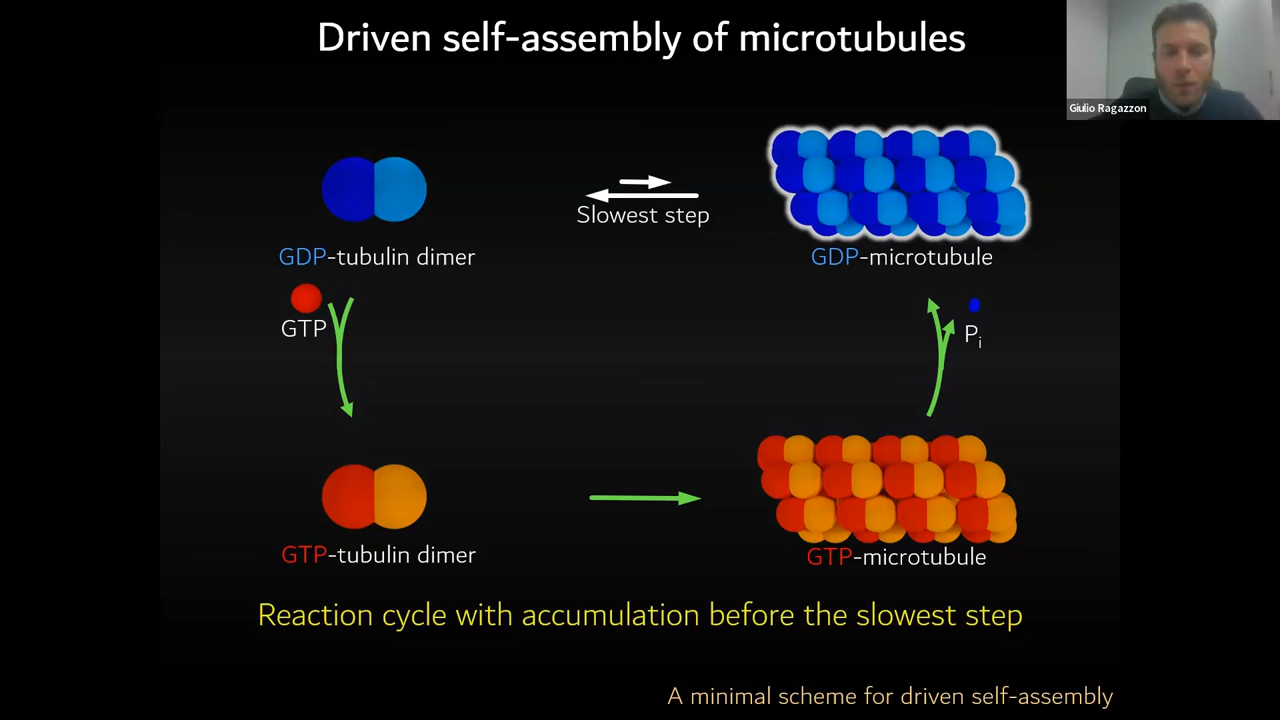 Driven self-assembly of microtubules
Giulio Ragazzon
Slowest step
GDP-tubulin dimer
GDP-microtubule
GTP
Pi
GTP-tubulin dimer
GTP-microtubule
Reaction cycle with accumulation before the slowest step
A minimal scheme for driven self-assembly